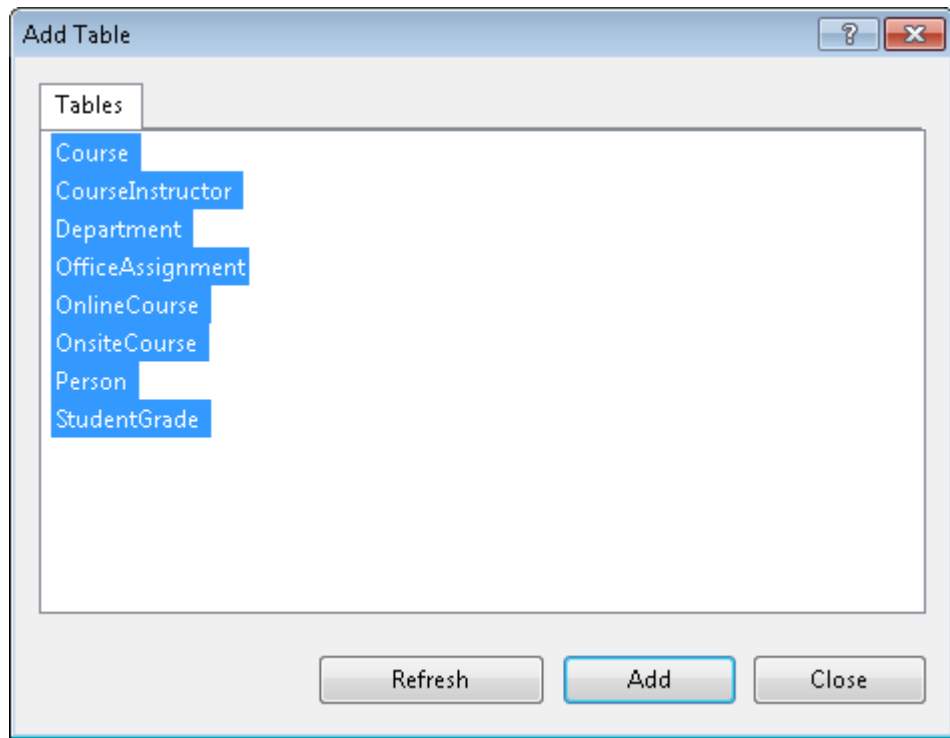 Add Table
?
Tables
Course
CourseInstructor
Department
OfficeAssignment
OnlineCourse
OnsiteCourse
Person
StudentGrade
Refresh Add Close